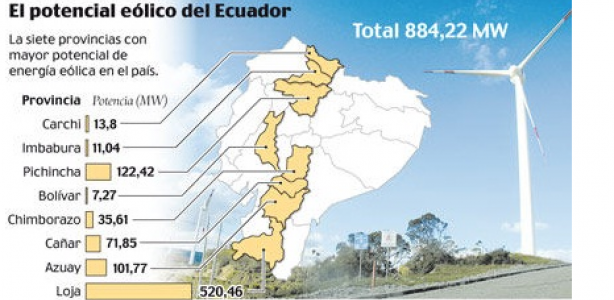 El potencial eólico del Ecuador
Total 884,22 MW
La siete provincias con
mayor potencial de
energía eólica en el país.
Provincia Potencia (MW)
Carchi 13,8
Imbabura 11,04
Pichincha 122,42
Bolívar 7,27
Chimborazo 35,61
Cañar 71,85
Azuay 101,77
Loja 520,46